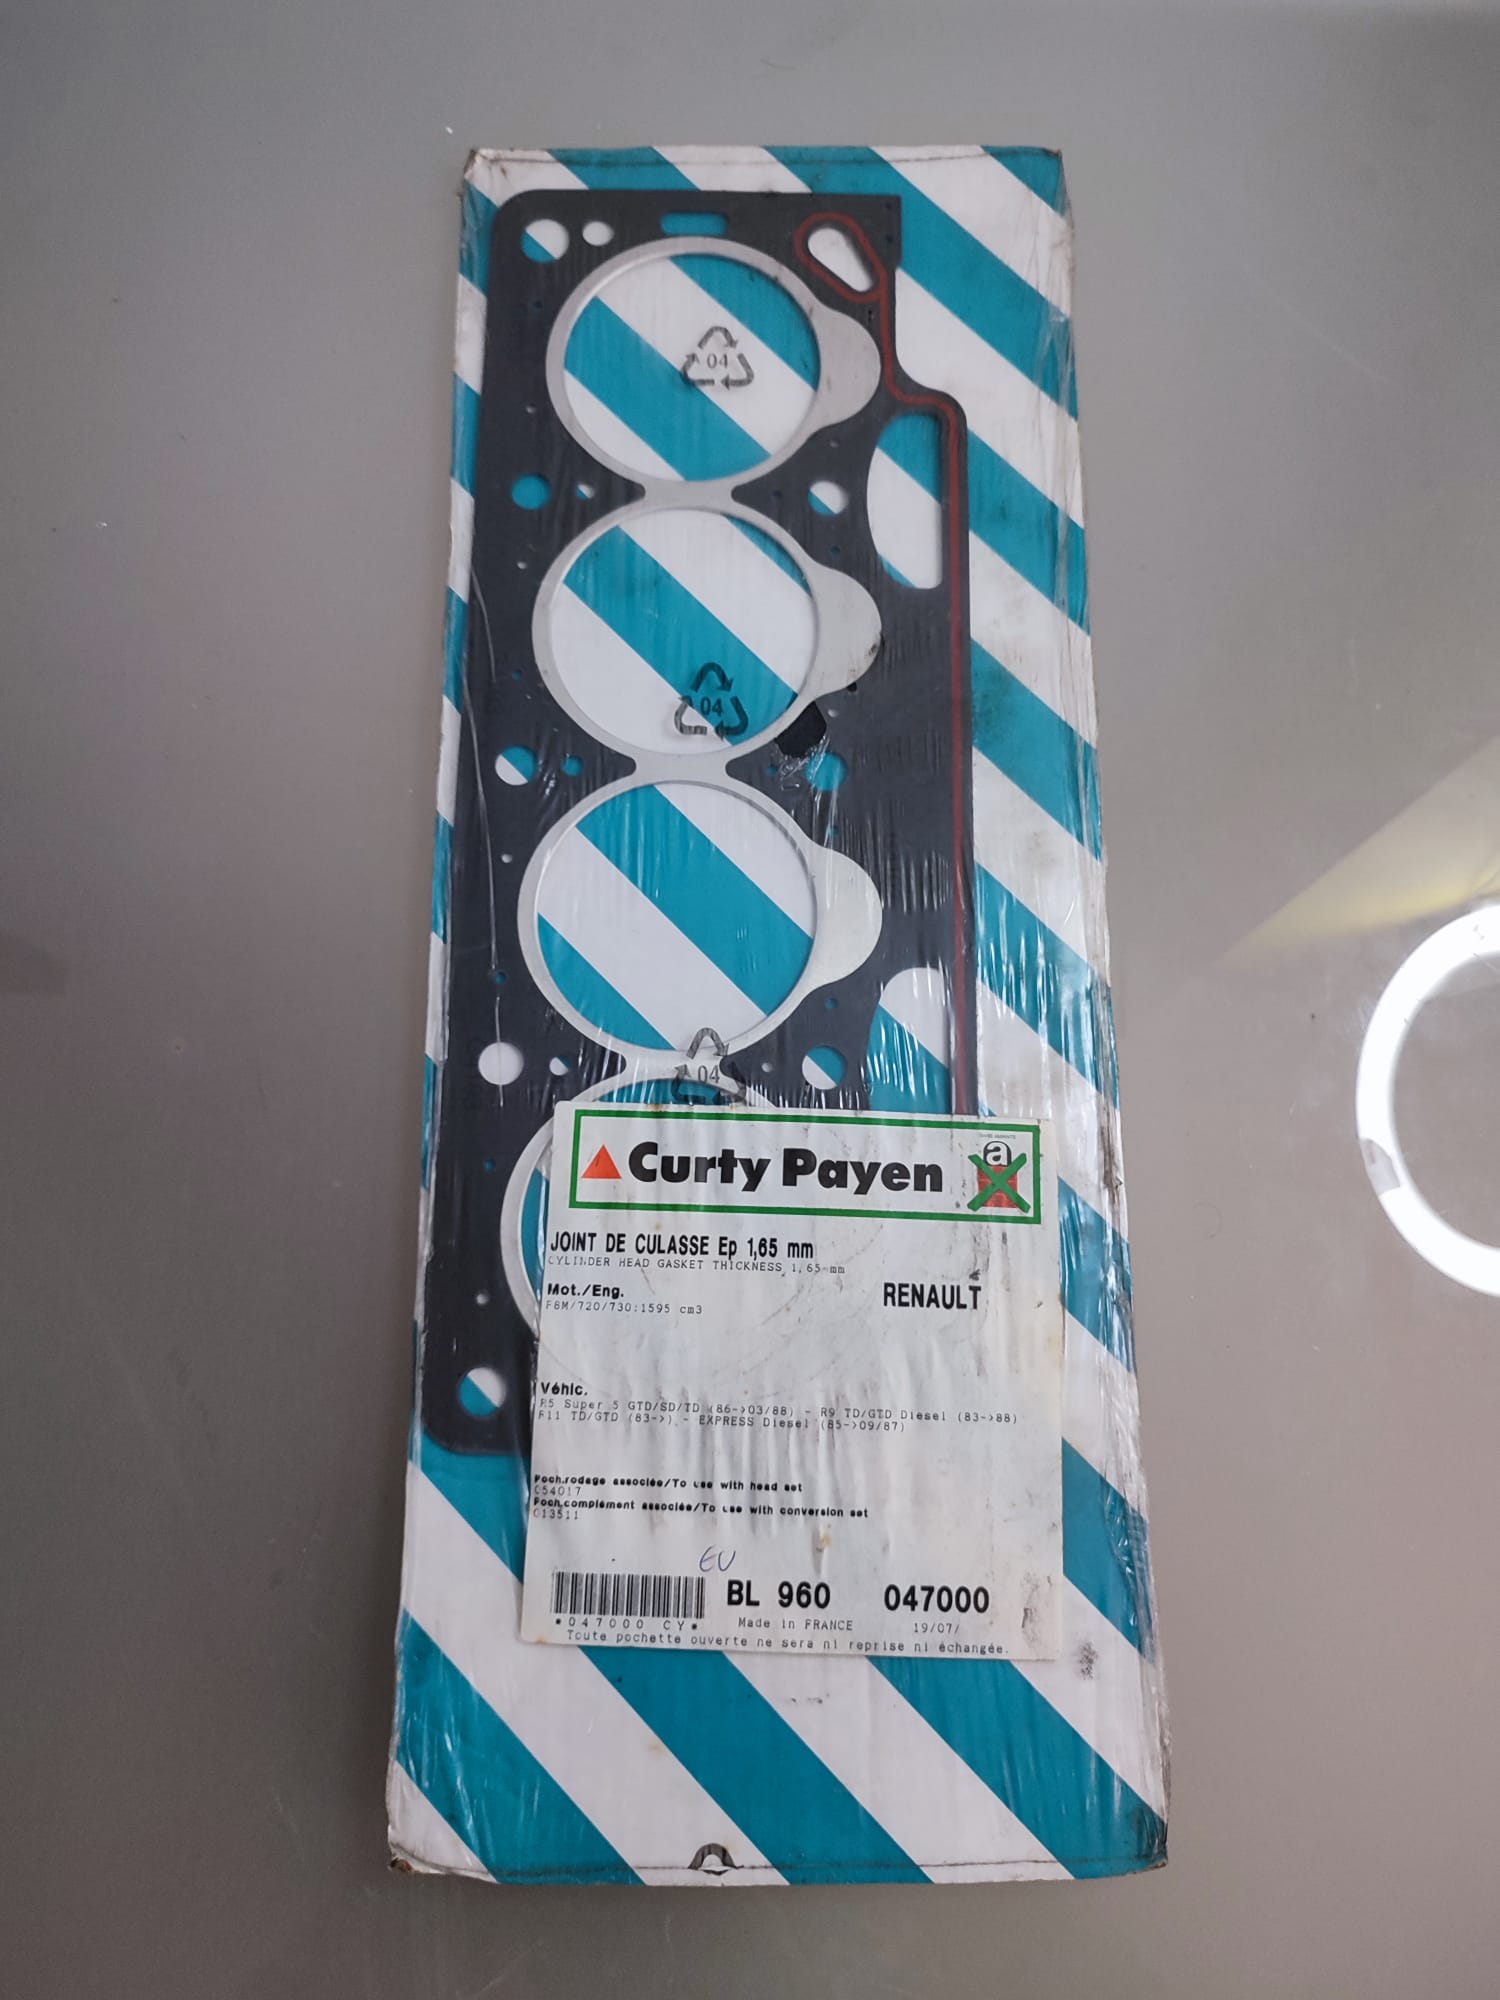 04
04
04
Curty Payen
a
JOINT DE CULASSE Ep 1,65 mm
CYLINDER HEAD GASKET THICKNESS 1,65 mm
Mot./Eng.
RENAULT
F8M/720/730:1595 cm3
Véhic.
R5 Super 5 GTD/SD/TD (86->03/88) - R9 TD/GTD Diesel (83->88)
R11 TD/GTD (83->) - EXPRESS Diesel (85->09/87)
Poch.rodage associée/To use with head set
C54017
Poch.complément associée/To use with conversion set
C13511
EU
BL 960 047000
*047000 CY*
Made in FRANCE
19/07/
Toute pochette ouverte ne sera ni reprise ni échangée.